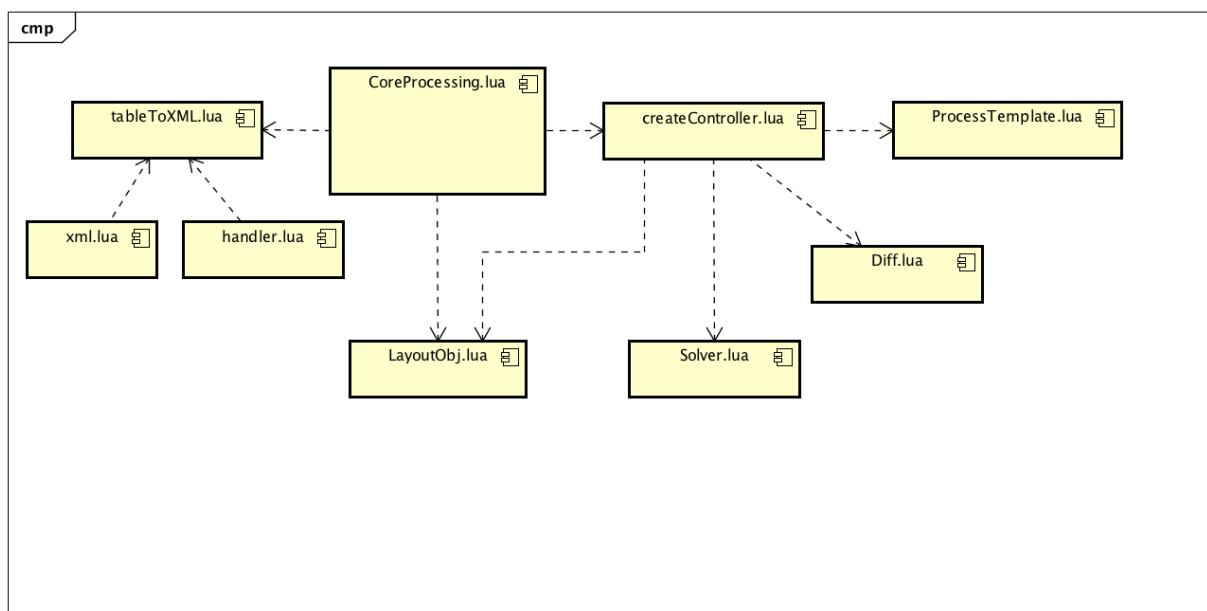 cmp
CoreProcessing.lua
tableToXML.lua
createController.lua
ProcessTemplate.lua
xml.lua
handler.lua
Diff.lua
LayoutObj.lua
Solver.lua